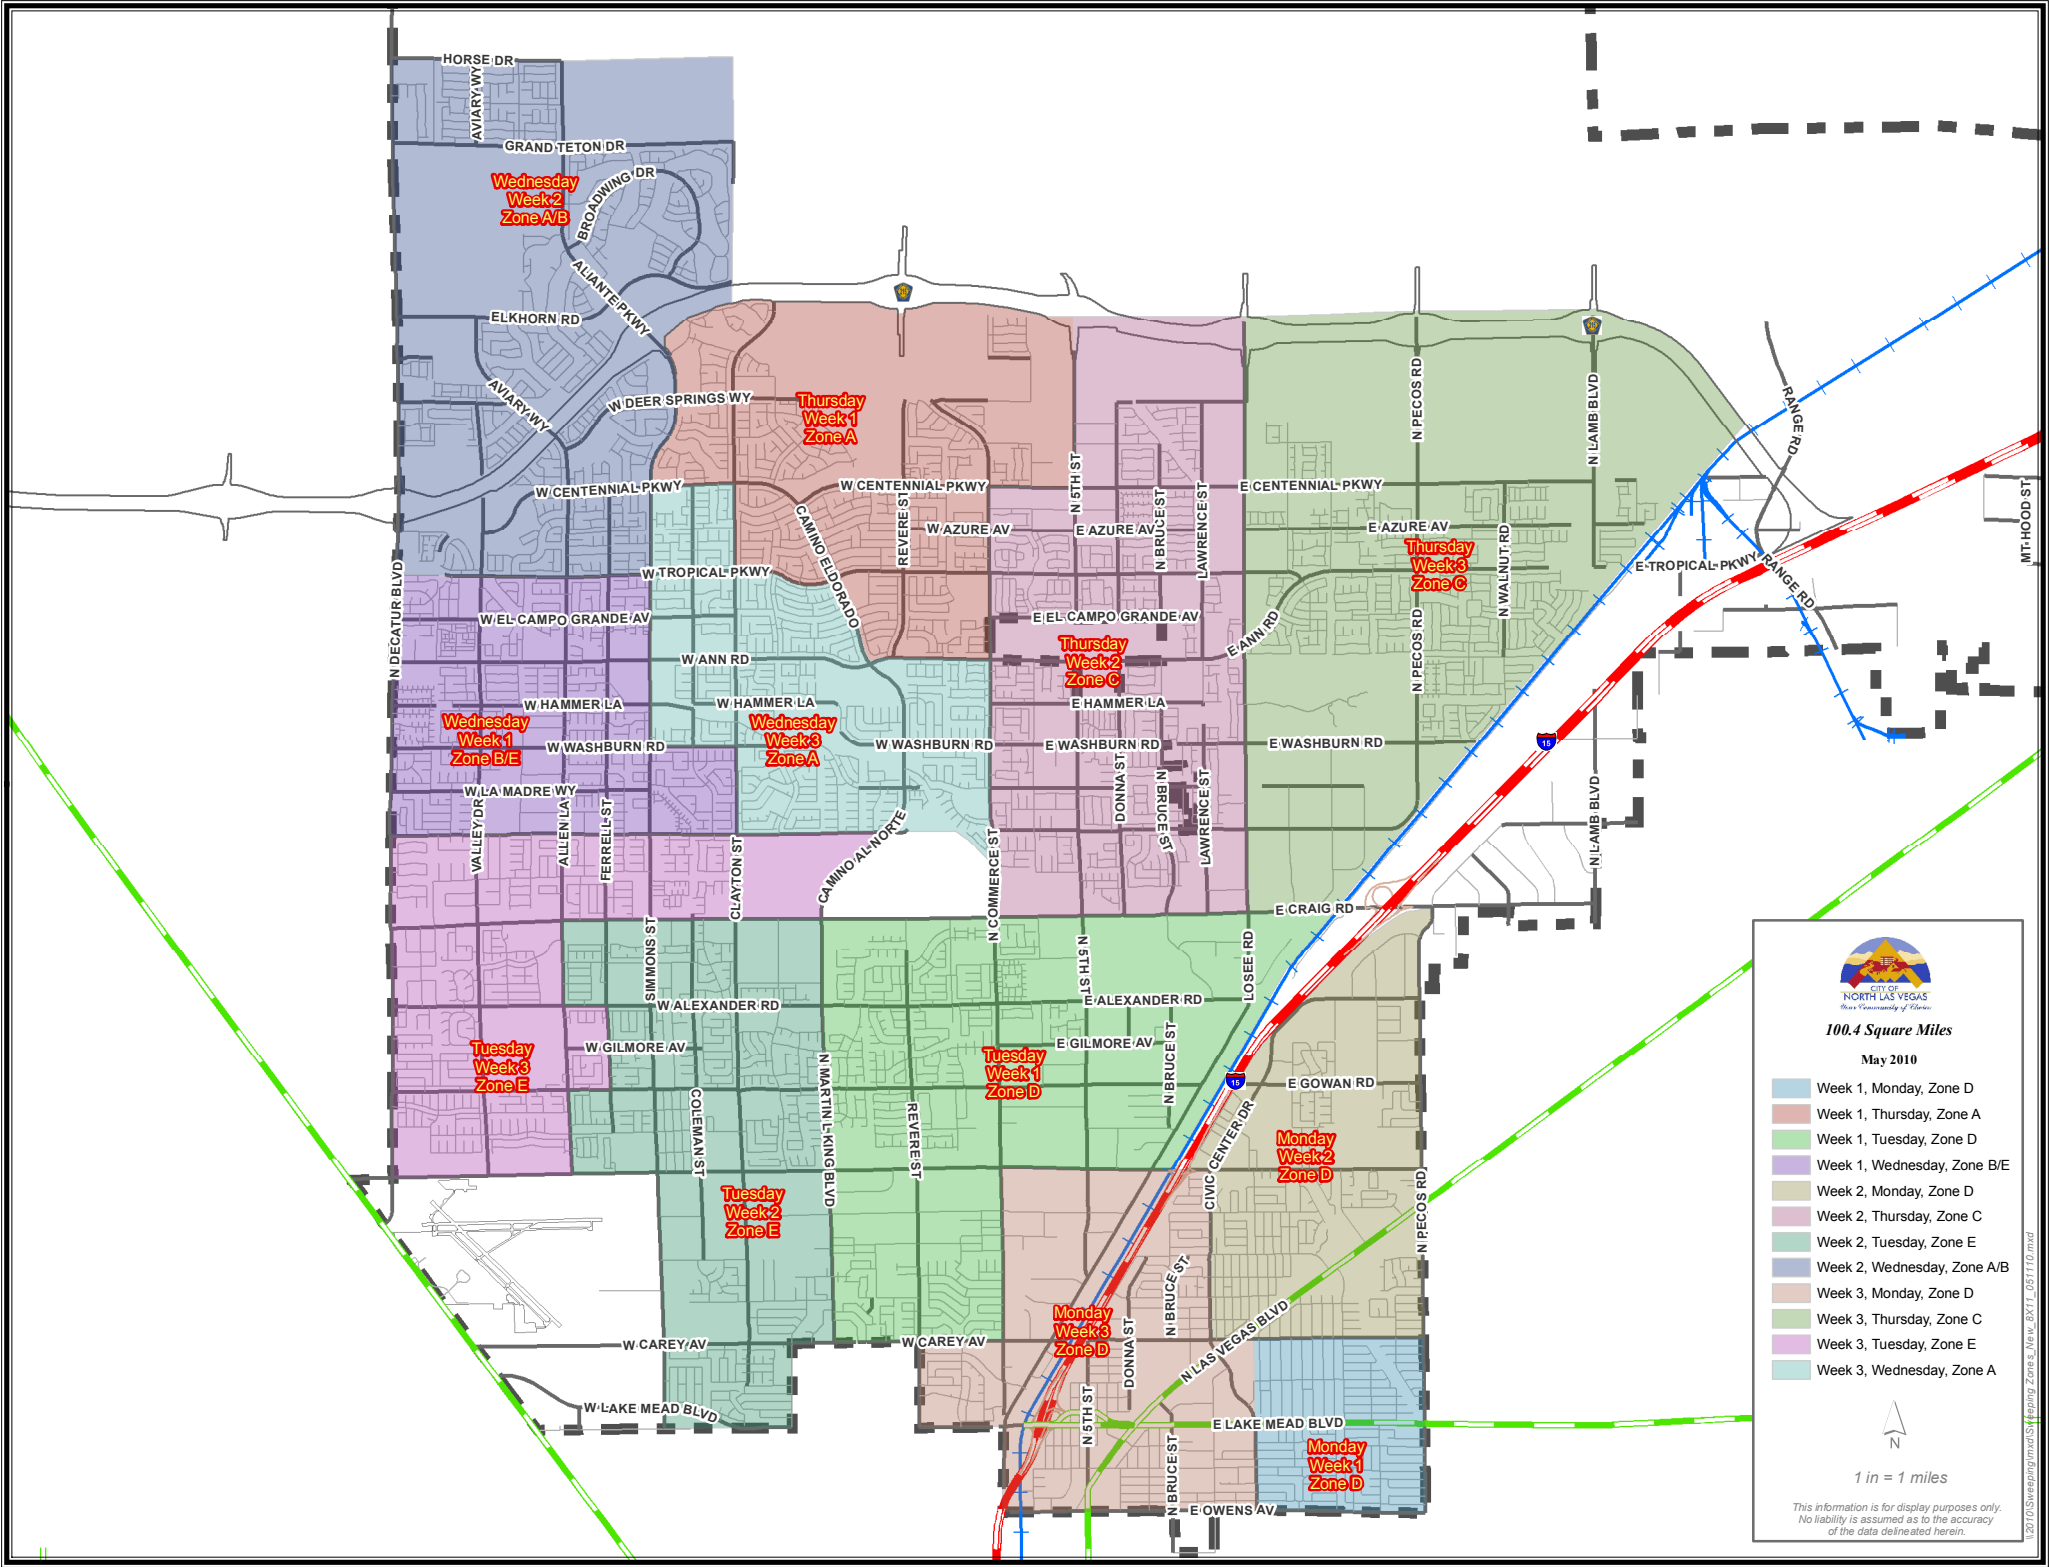 HORSE DR
AVIARY WY
GRAND TETON DR
BROADWING DR
Wednesday
Week 2
Zone A/B
ALIANTE PKWY
ELKHORN RD
AVIARY WY
W DEER SPRINGS WY
Thursday
Week 1
Zone A
N PECOS RD
N LAMB BLVD
RANGE RD
W CENTENNIAL PKWY
W CENTENNIAL PKWY
N 5TH ST
E CENTENNIAL PKWY
MT HOOD ST
CAMINO ELDORADO
REVERE ST
W AZURE AV
E AZURE AV
N BRUCE ST
LAWRENCE ST
E AZURE AV
N WALNUT RD
Thursday
Week 3
Zone C
N DECATUR BLVD
W TROPICAL PKWY
E TROPICAL PKWY
RANGE RD
W EL CAMPO GRANDE AV
E EL CAMPO GRANDE AV
E ANN RD
N PECOS RD
W ANN RD
Thursday
Week 2
Zone C
W HAMMER LA
W HAMMER LA
E HAMMER LA
Wednesday
Week 1
Zone B/E
Wednesday
Week 3
Zone A
W WASHBURN RD
W WASHBURN RD
E WASHBURN RD
E WASHBURN RD
15
W LA MADRE WY
VALLEY DR
ALLEN LA
FERRELL ST
CLAYTON ST
CAMINO AL NORTE
N COMMERCE ST
DONNA ST
N BRUCE ST
LAWRENCE ST
N LAMB BLVD
E CRAIG RD
SIMMONS ST
N 5TH ST
LOSEE RD
W ALEXANDER RD
E ALEXANDER RD
W GILMORE AV
E GILMORE AV
N BRUCE ST
Tuesday
Week 3
Zone E
Tuesday
Week 1
Zone D
15
E GOWAN RD
COLEMAN ST
N MARTIN L KING BLVD
REVERE ST
CIVIC CENTER DR
Monday
Week 2
Zone D
N PECOS RD
Tuesday
Week 2
Zone E
N BRUCE ST
Monday
Week 3
Zone D
DONNA ST
N LAS VEGAS BLVD
W CAREY AV
W CAREY AV
W LAKE MEAD BLVD
N 5TH ST
E LAKE MEAD BLVD
N BRUCE ST
Monday
Week 1
Zone D
E OWENS AV
CITY OF
NORTH LAS VEGAS
Your Community of Choice
100.4 Square Miles
May 2010
Week 1, Monday, Zone D
Week 1, Thursday, Zone A
Week 1, Tuesday, Zone D
Week 1, Wednesday, Zone B/E
Week 2, Monday, Zone D
Week 2, Thursday, Zone C
Week 2, Tuesday, Zone E
Week 2, Wednesday, Zone A/B
Week 3, Monday, Zone D
Week 3, Thursday, Zone C
Week 3, Tuesday, Zone E
Week 3, Wednesday, Zone A
N
1 in = 1 miles
This information is for display purposes only.
No liability is assumed as to the accuracy
of the data delineated herein.
\\2010\Sweeping\mxd\Sweeping Zones_New_8X11_051110.mxd